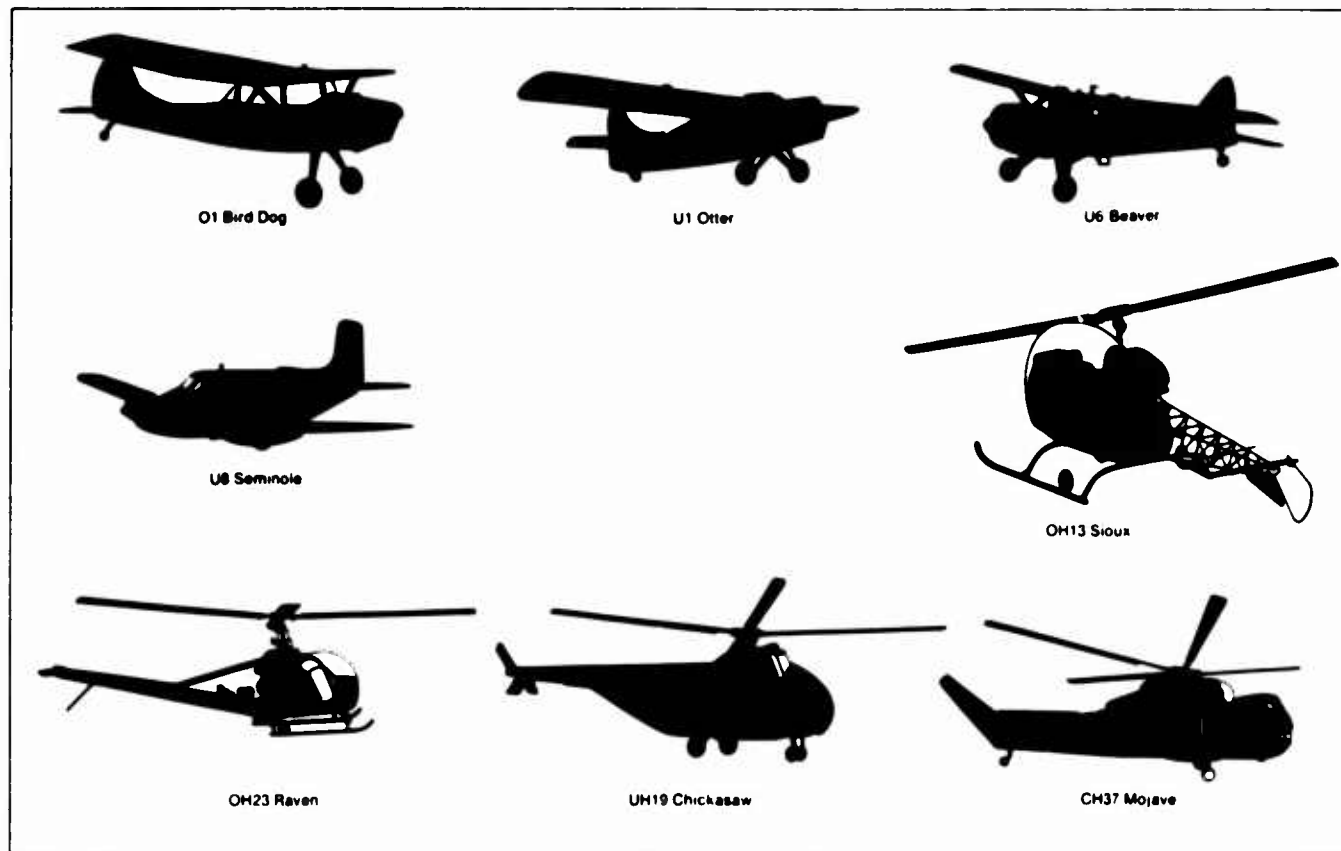 O1 Bird Dog
U1 Otter
U6 Beaver
U8 Seminole
OH13 Sioux
OH23 Raven
UH19 Chickasaw
CH37 Mojave